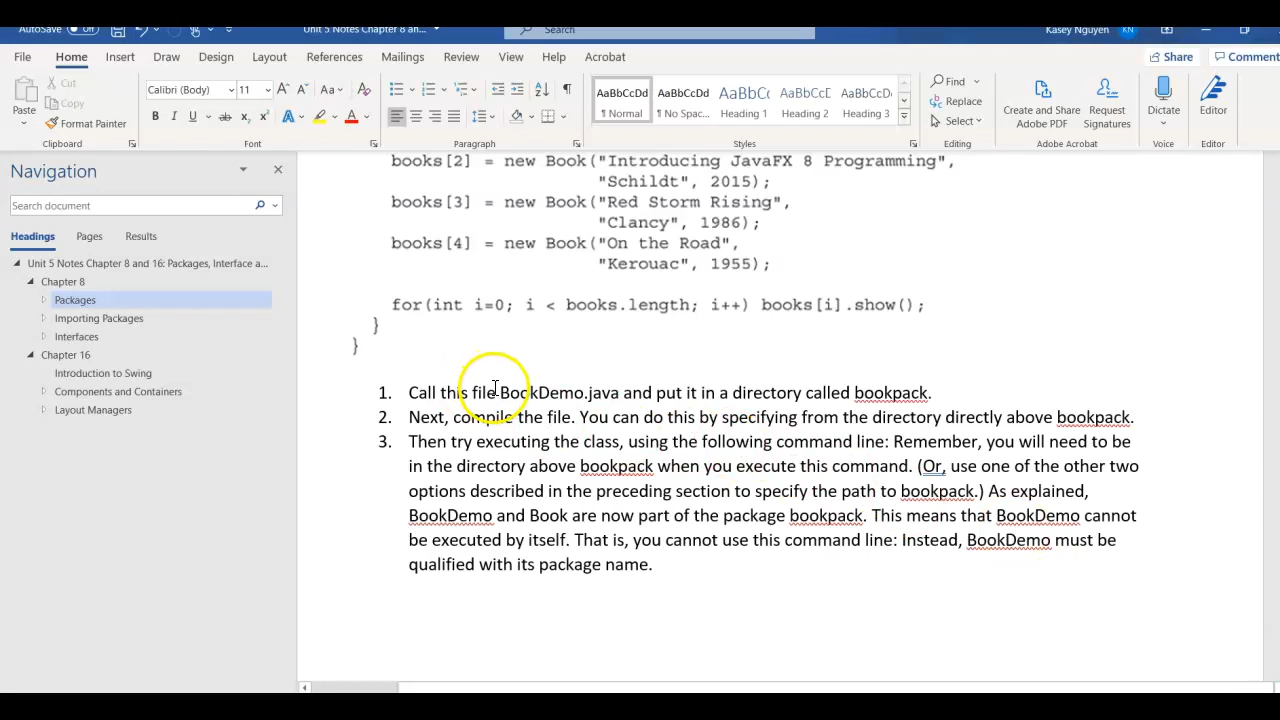 AutoSave Off Unit 5 Notes Chapter 8 an... Search Kasey Nguyen KN
File Home Insert Draw Design Layout References Mailings Review View Help Acrobat Share Comment
Paste Cut Copy Format Painter
Clipboard
Calibri (Body) 11
Font
Paragraph
AaBbCcDd ¶ Normal
AaBbCcDd ¶ No Spac...
AaBbCc Heading 1
AaBbCcC Heading 2
AaBbCcD Heading 3
Styles
Find Replace Select
Editing
Create and Share Adobe PDF
Request Signatures
Adobe Acrobat
Dictate
Voice
Editor
Editor
Navigation
Search document
Headings Pages Results
Unit 5 Notes Chapter 8 and 16: Packages, Interface a...
Chapter 8
Packages
Importing Packages
Interfaces
Chapter 16
Introduction to Swing
Components and Containers
Layout Managers
books[2] = new Book("Introducing JavaFX 8 Programming",
"Schildt", 2015);
books[3] = new Book("Red Storm Rising",
"Clancy", 1986);
books[4] = new Book("On the Road",
"Kerouac", 1955);
for(int i=0; i < books.length; i++) books[i].show();
}
}
1. Call this file BookDemo.java and put it in a directory called bookpack.
2. Next, compile the file. You can do this by specifying from the directory directly above bookpack.
3. Then try executing the class, using the following command line: Remember, you will need to be
in the directory above bookpack when you execute this command. (Or, use one of the other two
options described in the preceding section to specify the path to bookpack.) As explained,
BookDemo and Book are now part of the package bookpack. This means that BookDemo cannot
be executed by itself. That is, you cannot use this command line: Instead, BookDemo must be
qualified with its package name.